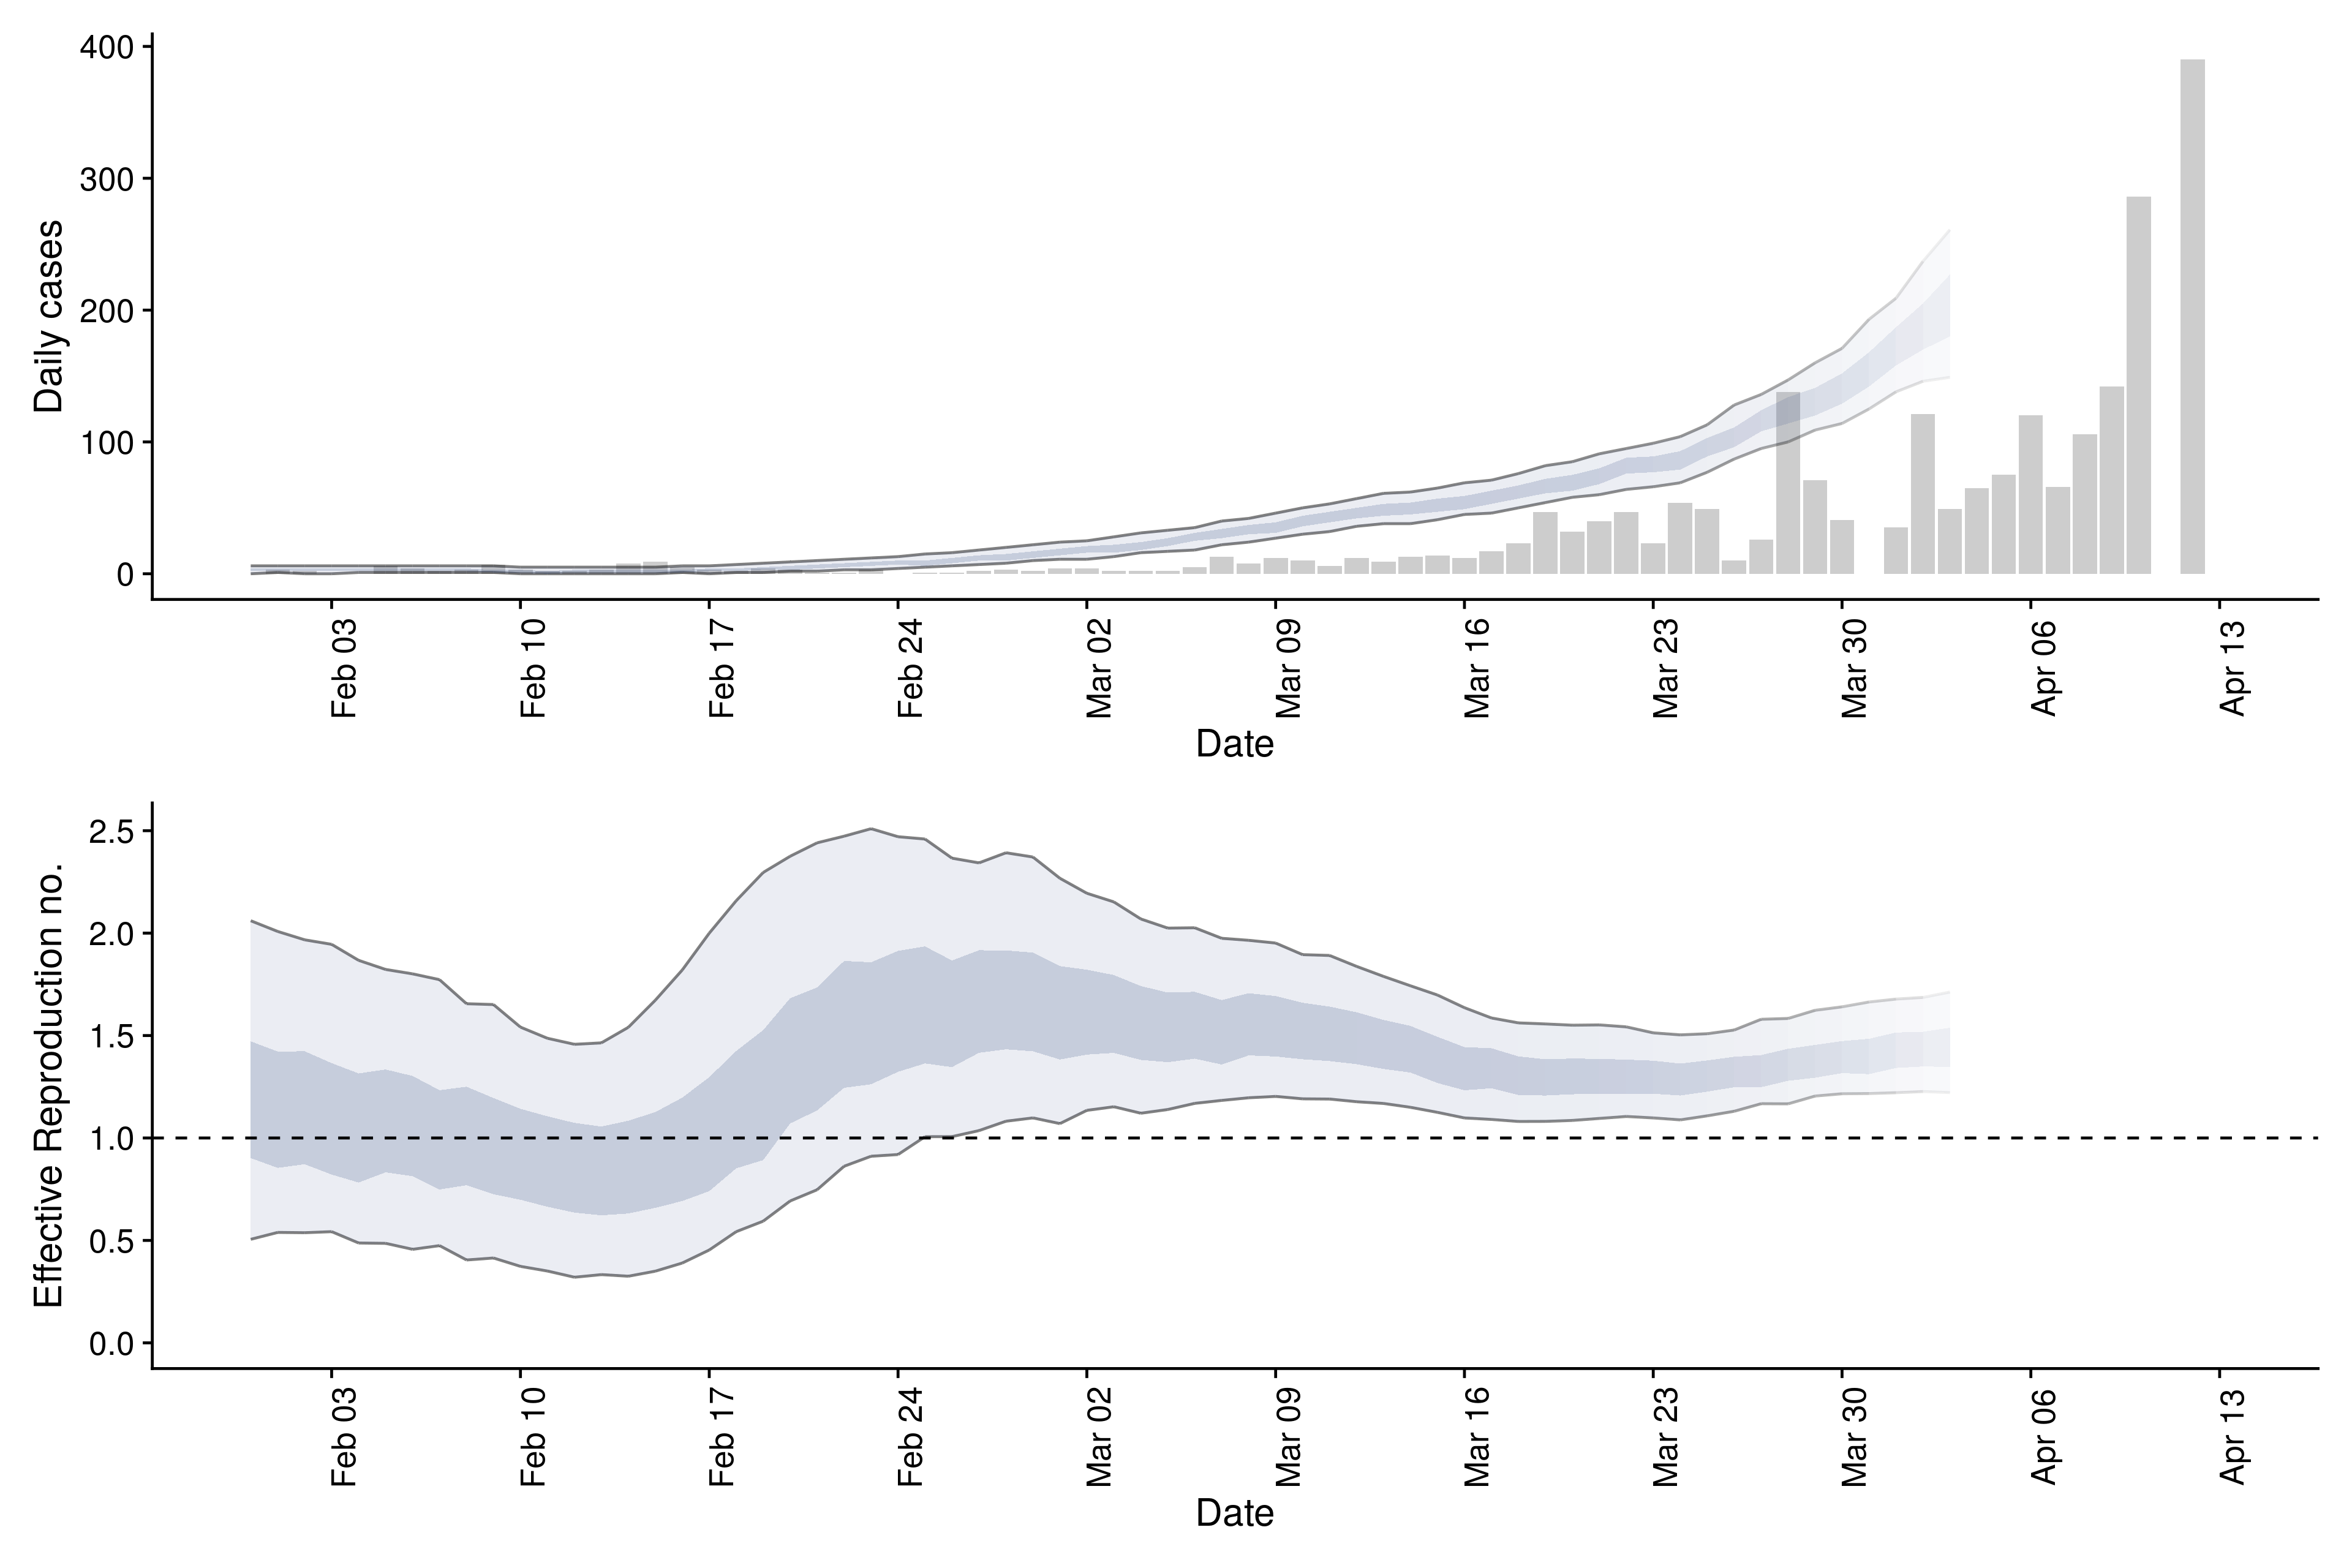 400
300
200
100
0
Daily cases
Feb 03
Feb 10
Feb 17
Feb 24
Mar 02
Mar 09
Mar 16
Mar 23
Mar 30
Apr 06
Apr 13
Date
2.5
2.0
1.5
1.0
0.5
0.0
Effective Reproduction no.
Feb 03
Feb 10
Feb 17
Feb 24
Mar 02
Mar 09
Mar 16
Mar 23
Mar 30
Apr 06
Apr 13
Date